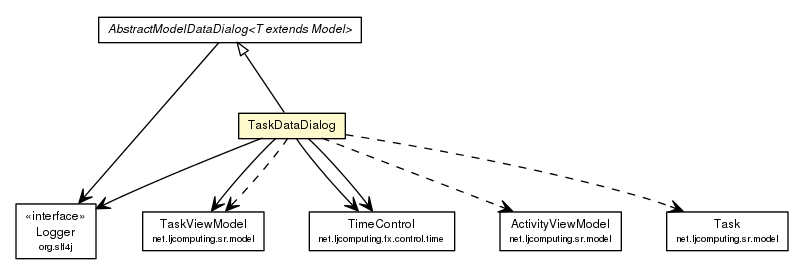 AbstractModelDataDialog<T extends Model>
TaskDataDialog
«interface»
Logger
org.slf4j
TaskViewModel
net.ljcomputing.sr.model
TimeControl
net.ljcomputing.fx.control.time
ActivityViewModel
net.ljcomputing.sr.model
Task
net.ljcomputing.sr.model